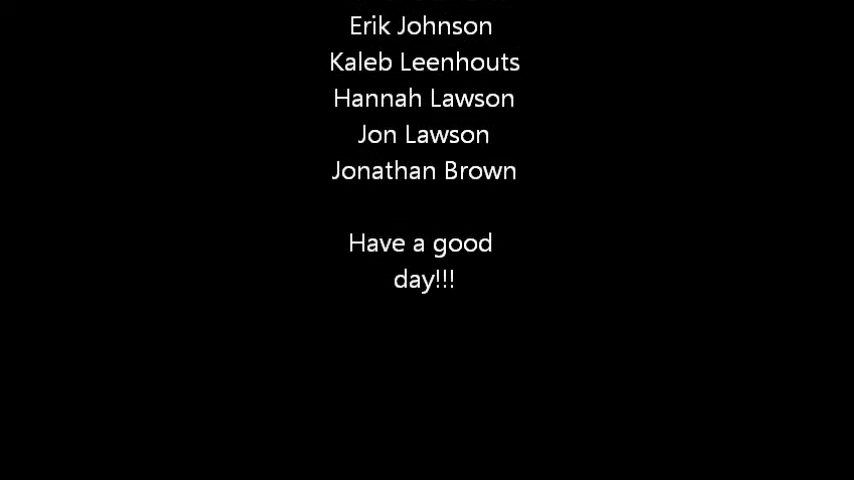 Erik Johnson
Kaleb Leenhouts
Hannah Lawson
Jon Lawson
Jonathan Brown
Have a good
day!!!